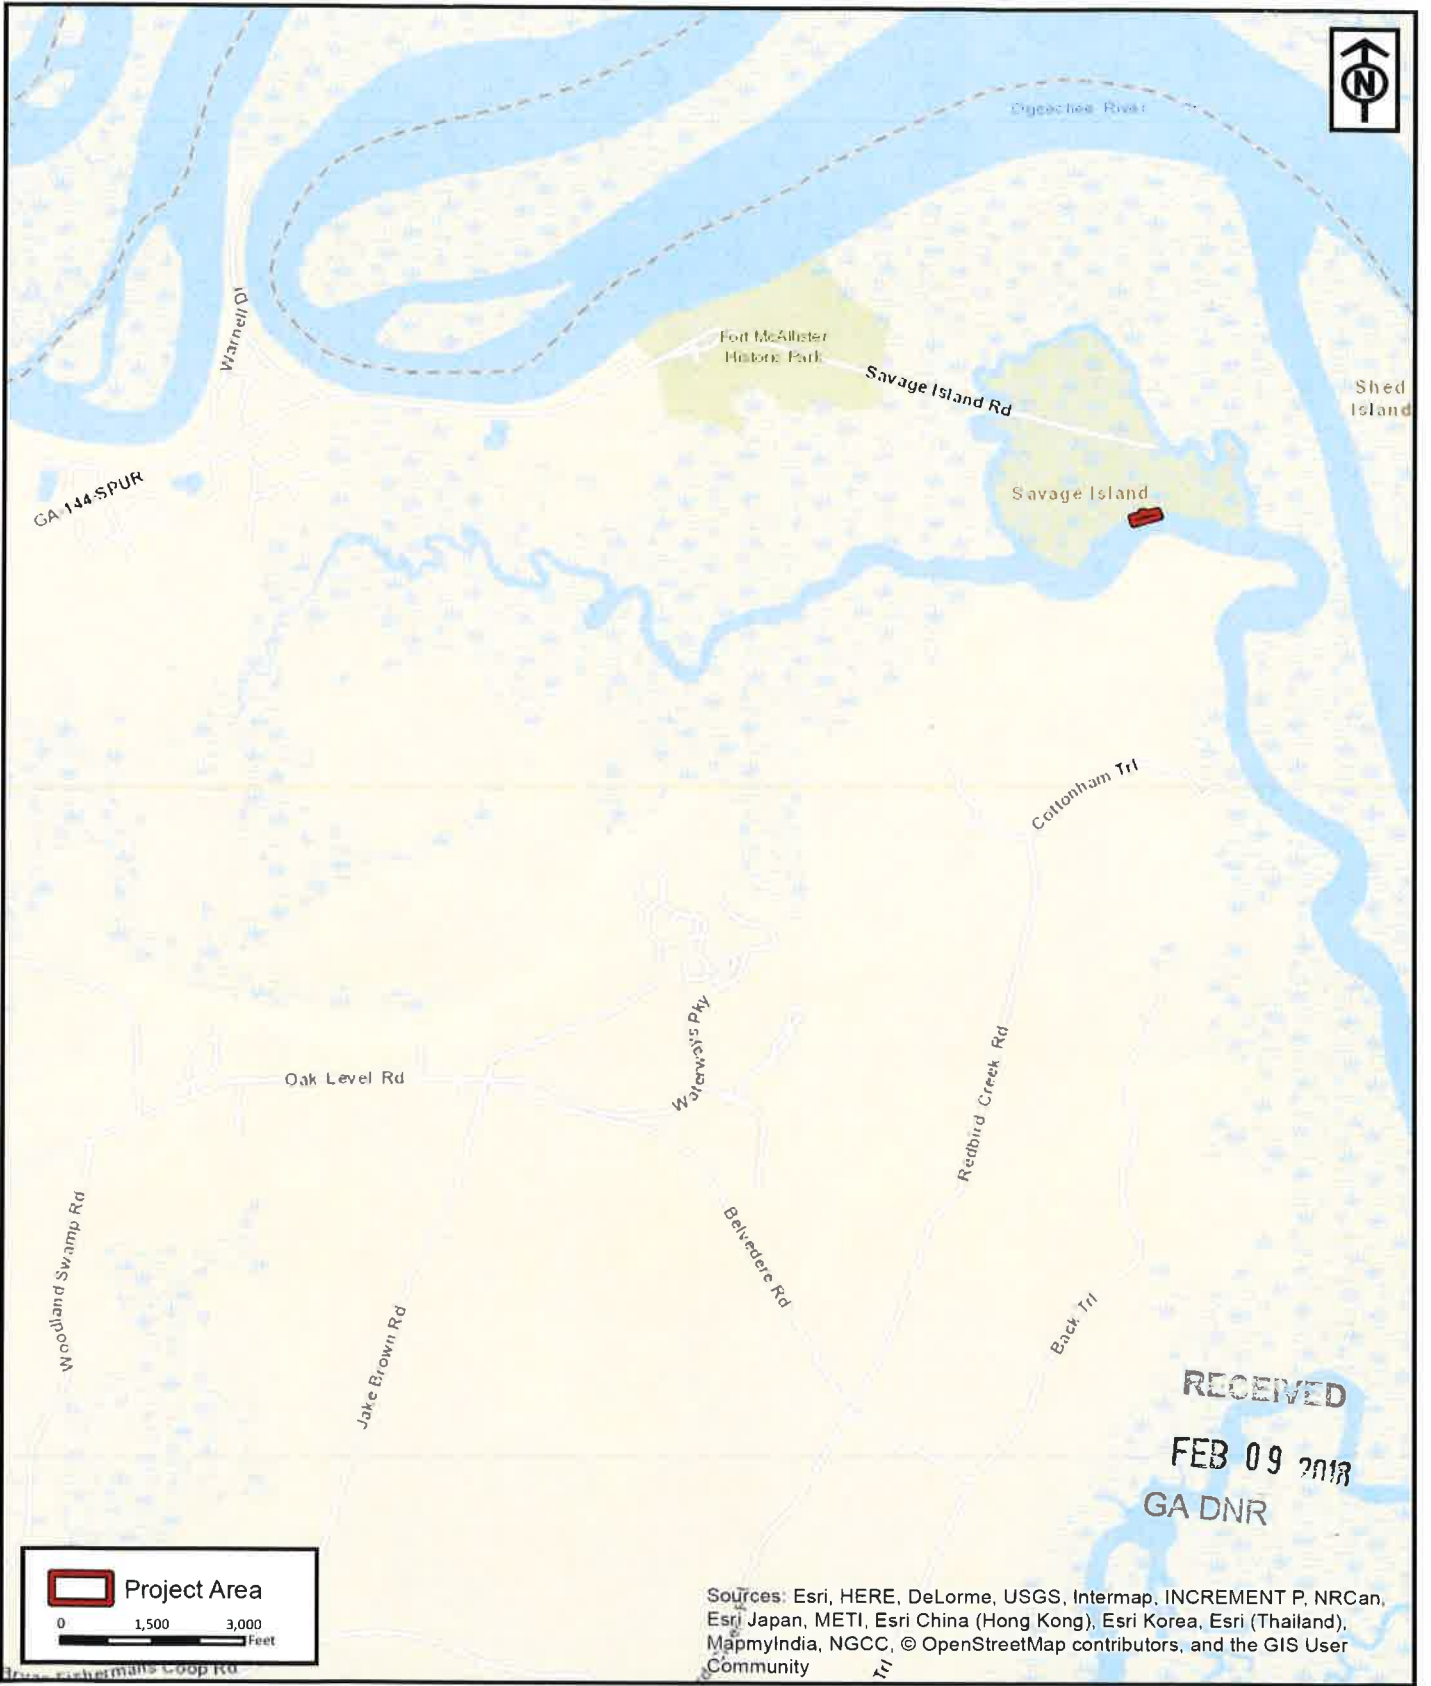 N
Ogeechee River
Warnell Dr
Fort McAllister
Historic Park
Savage Island Rd
Shed
Island
GA-144-SPUR
Savage Island
Cottonham Trl
Waterways Pky
Redbird Creek Rd
Oak Level Rd
Belvedere Rd
Woodland Swamp Rd
Jake Brown Rd
Back Trl
RECEIVED
FEB 09 2018
GA DNR
Project Area
0 1,500 3,000
Feet
Sources: Esri, HERE, DeLorme, USGS, Intermap, INCREMENT P, NRCan,
Esri Japan, METI, Esri China (Hong Kong), Esri Korea, Esri (Thailand),
MapmyIndia, NGCC, © OpenStreetMap contributors, and the GIS User
Community
Fishermans Coop Rd
Trl